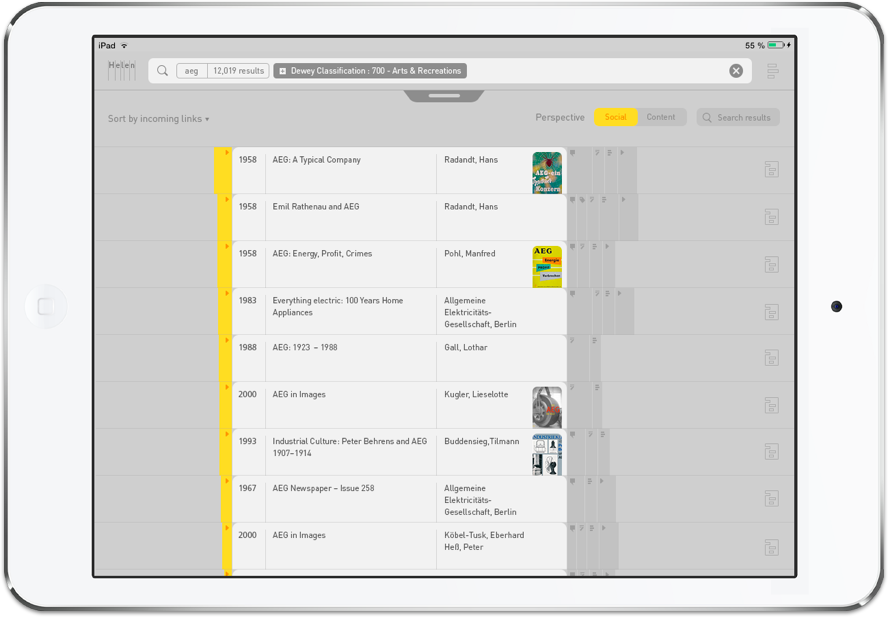 iPad
55 %
Helen
aeg
12,019 results
Dewey Classification : 700 - Arts & Recreations
Sort by incoming links
Perspective
Social
Content
Search results
1958
AEG: A Typical Company
Radandt, Hans
AEG-ein
Konzern
1958
Emil Rathenau and AEG
Radandt, Hans
1958
AEG: Energy, Profit, Crimes
Pohl, Manfred
AEG
Energie
1983
Everything electric: 100 Years Home
Appliances
Allgemeine
Elektricitäts-
Gesellschaft, Berlin
1988
AEG: 1923 – 1988
Gall, Lothar
2000
AEG in Images
Kugler, Lieselotte
AEG
1993
Industrial Culture: Peter Behrens and AEG
1907–1914
Buddensieg,Tilmann
1967
AEG Newspaper – Issue 258
Allgemeine
Elektricitäts-
Gesellschaft, Berlin
2000
AEG in Images
Köbel-Tusk, Eberhard
Heß, Peter